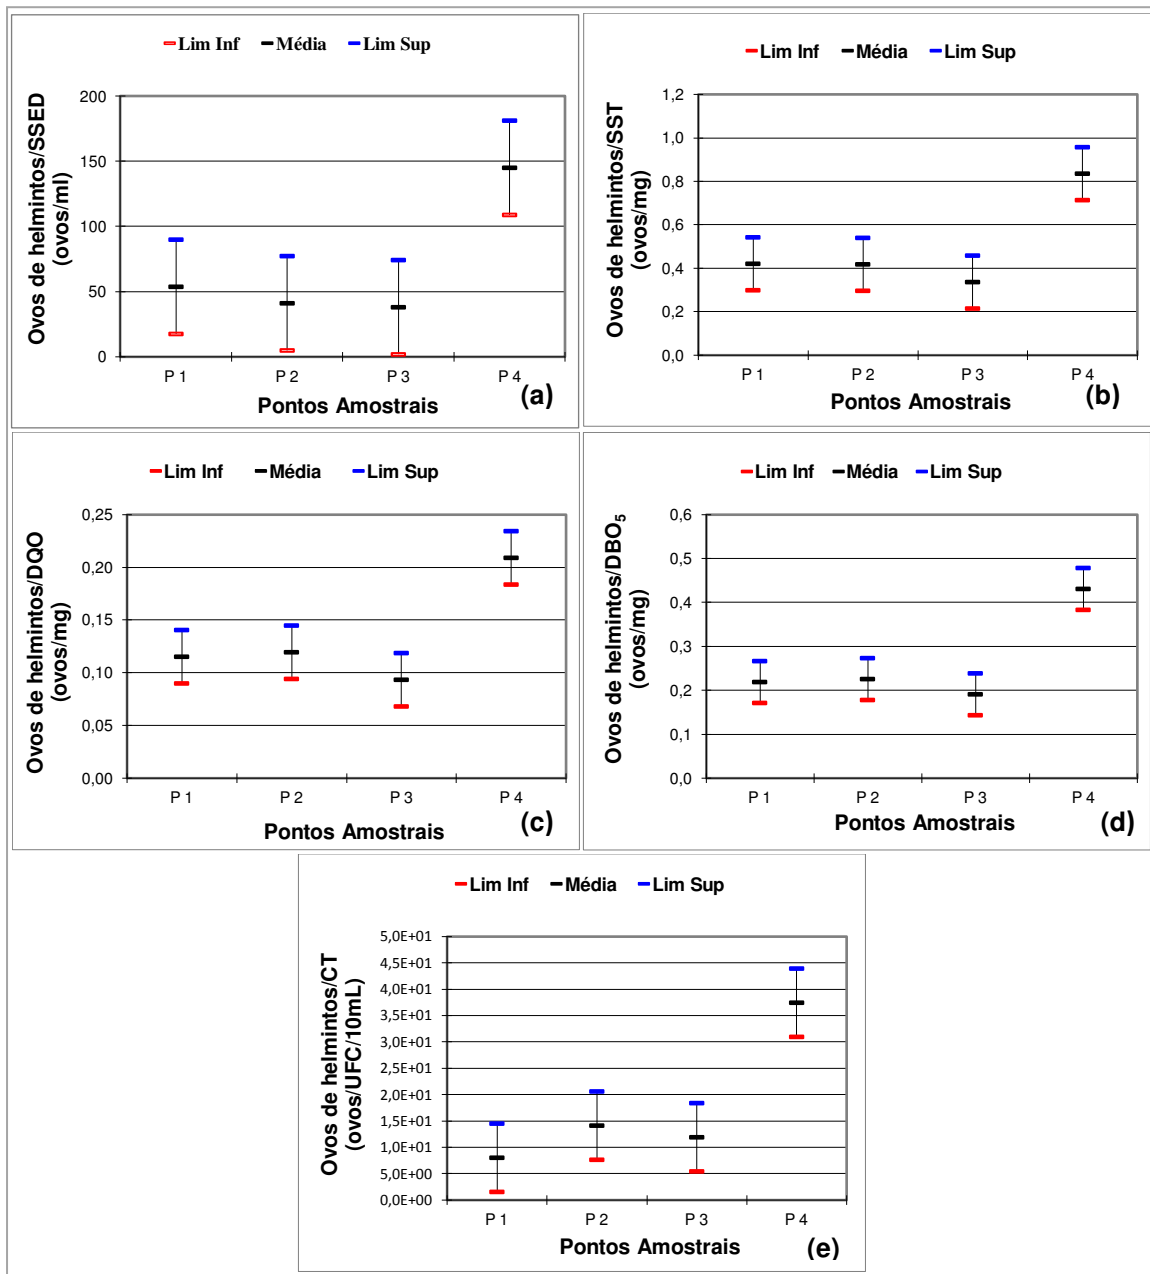 Lim Inf Média Lim Sup
Ovos de helmintos/SSED
(ovos/ml)
200
150
100
50
0
P 1 P 2 P 3 P 4
Pontos Amostrais
(a)
Lim Inf Média Lim Sup
Ovos de helmintos/SST
(ovos/mg)
1,2
1,0
0,8
0,6
0,4
0,2
0,0
P 1 P 2 P 3 P 4
Pontos Amostrais
(b)
Lim Inf Média Lim Sup
Ovos de helmintos/DQO
(ovos/mg)
0,25
0,20
0,15
0,10
0,05
0,00
P 1 P 2 P 3 P 4
Pontos Amostrais
(c)
Lim Inf Média Lim Sup
Ovos de helmintos/DBO₅
(ovos/mg)
0,6
0,5
0,4
0,3
0,2
0,1
0,0
P 1 P 2 P 3 P 4
Pontos Amostrais
(d)
Lim Inf Média Lim Sup
Ovos de helmintos/CT
(ovos/UFC/10mL)
5,0E+01
4,5E+01
4,0E+01
3,5E+01
3,0E+01
2,5E+01
2,0E+01
1,5E+01
1,0E+01
5,0E+00
0,0E+00
P 1 P 2 P 3 P 4
Pontos Amostrais
(e)